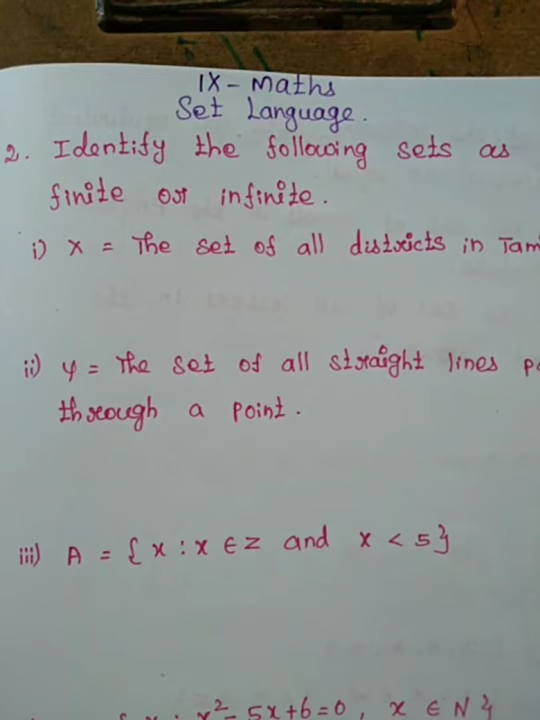 IX - Maths
Set Language.
2. Identify the following sets as
finite or infinite.
i) X = The set of all districts in Tam
ii) Y = The set of all straight lines
through a point.
iii) A = { x : x ∈ Z and x < 5}
x² - 5x + 6 = 0 , x ∈ N }